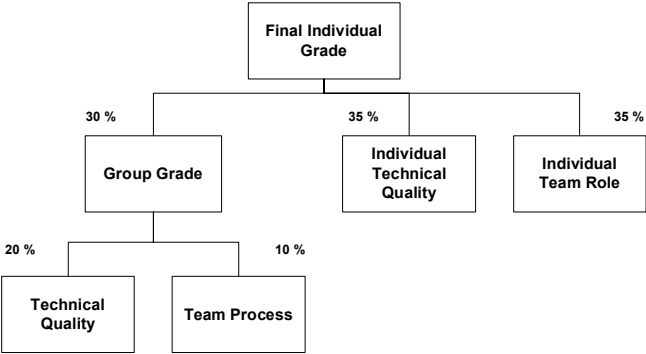 Final Individual
Grade
30 %
35 %
35 %
Group Grade
Individual
Technical
Quality
Individual
Team Role
20 %
10 %
Technical
Quality
Team Process